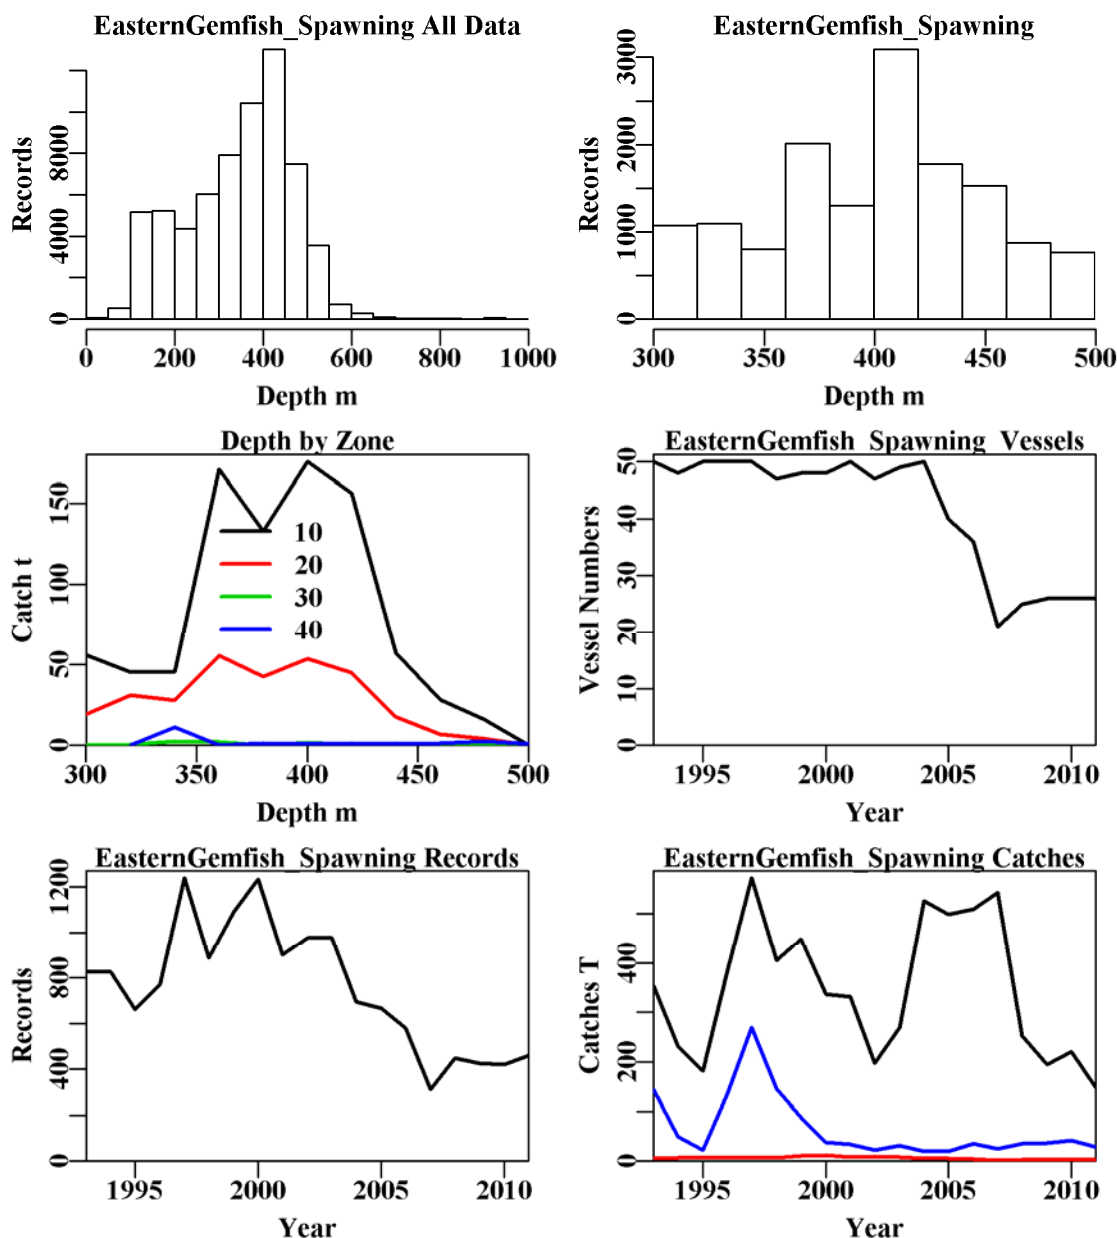 EasternGemfish_Spawning All Data
Records
0 4000 8000
0 200 400 600 800 1000
Depth m
EasternGemfish_Spawning
Records
0 1000 2000 3000
300 350 400 450 500
Depth m
Depth by Zone
Catch t
0 50 100 150
10
20
30
40
300 350 400 450 500
Depth m
EasternGemfish_Spawning_Vessels
Vessel Numbers
0 10 20 30 40 50
1995 2000 2005 2010
Year
EasternGemfish_Spawning Records
Records
0 400 800 1200
1995 2000 2005 2010
Year
EasternGemfish_Spawning Catches
Catches T
0 200 400
1995 2000 2005 2010
Year